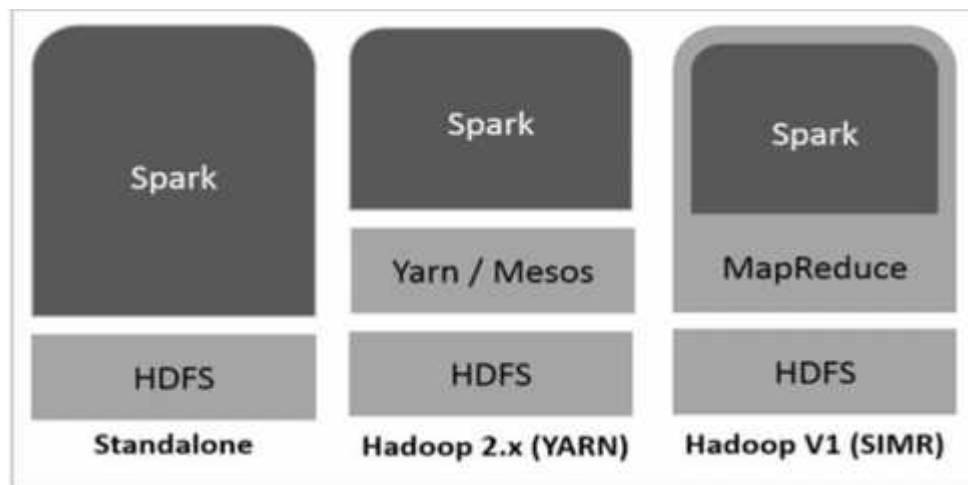 Spark
HDFS
Standalone
Spark
Yarn / Mesos
HDFS
Hadoop 2.x (YARN)
Spark
MapReduce
HDFS
Hadoop V1 (SIMR)